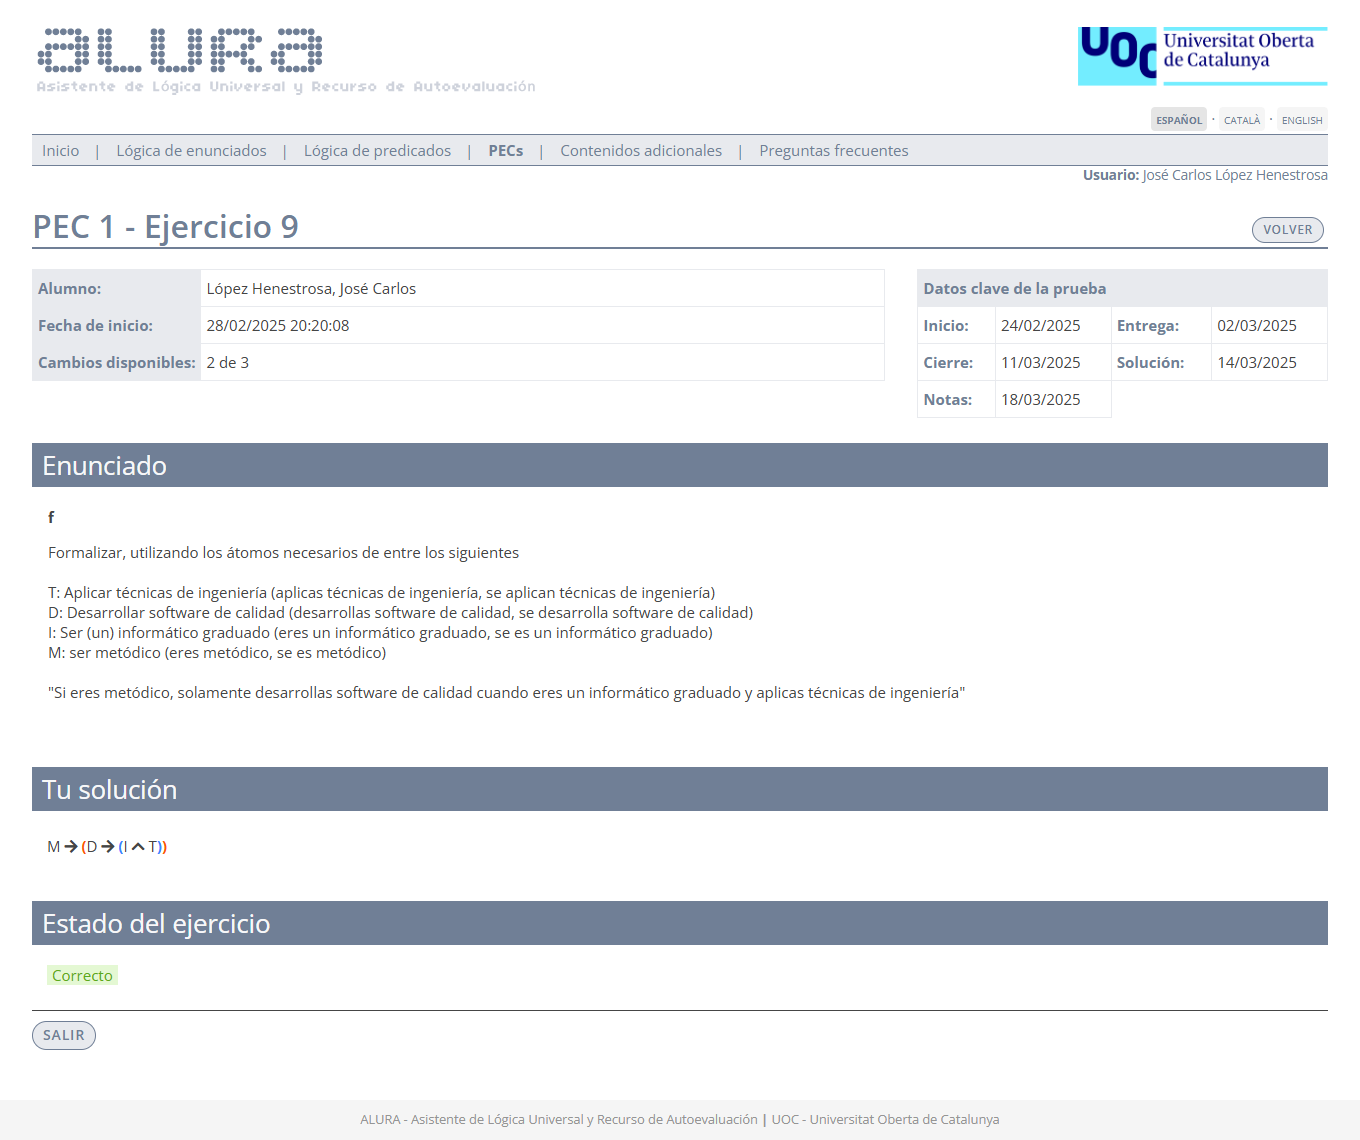 aLURa
Asistente de Lógica Universal y Recurso de Autoevaluación
UOC Universitat Oberta
de Catalunya
ESPAÑOL · CATALÀ · ENGLISH
Inicio | Lógica de enunciados | Lógica de predicados | PECs | Contenidos adicionales | Preguntas frecuentes
Usuario: José Carlos López Henestrosa
PEC 1 - Ejercicio 9
VOLVER
Alumno: López Henestrosa, José Carlos
Fecha de inicio: 28/02/2025 20:20:08
Cambios disponibles: 2 de 3
Datos clave de la prueba
Inicio: 24/02/2025 Entrega: 02/03/2025
Cierre: 11/03/2025 Solución: 14/03/2025
Notas: 18/03/2025
Enunciado
f
Formalizar, utilizando los átomos necesarios de entre los siguientes
T: Aplicar técnicas de ingeniería (aplicas técnicas de ingeniería, se aplican técnicas de ingeniería)
D: Desarrollar software de calidad (desarrollas software de calidad, se desarrolla software de calidad)
I: Ser (un) informático graduado (eres un informático graduado, se es un informático graduado)
M: ser metódico (eres metódico, se es metódico)
"Si eres metódico, solamente desarrollas software de calidad cuando eres un informático graduado y aplicas técnicas de ingeniería"
Tu solución
M → (D → (I ∧ T))
Estado del ejercicio
Correcto
SALIR
ALURA - Asistente de Lógica Universal y Recurso de Autoevaluación | UOC - Universitat Oberta de Catalunya